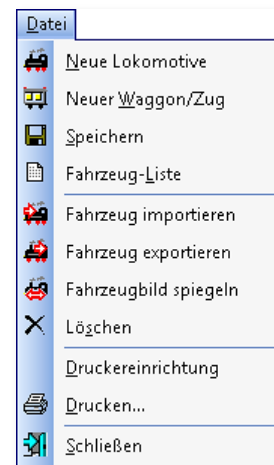 Datei
Neue Lokomotive
Neuer Waggon/Zug
Speichern
Fahrzeug-Liste
Fahrzeug importieren
Fahrzeug exportieren
Fahrzeugbild spiegeln
Löschen
Druckereinrichtung
Drucken...
Schließen